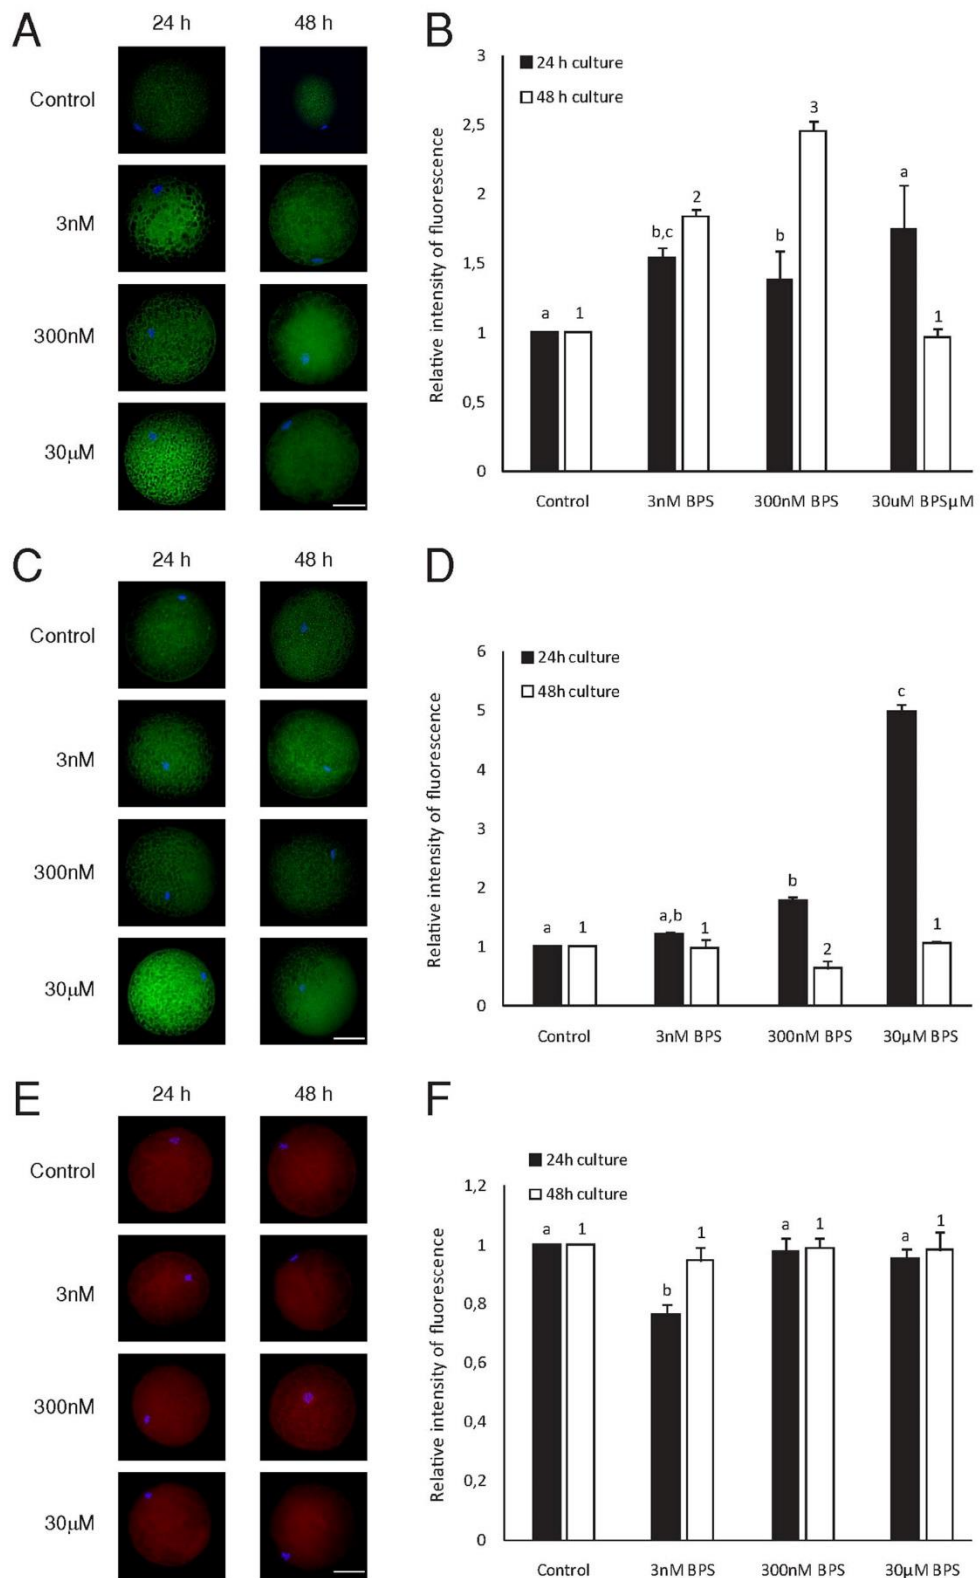 A
24 h
48 h
Control
3nM
300nM
30μM
B
24 h culture
48 h culture
Relative intensity of fluorescence
3
2,5
2
1,5
1
0,5
0
a
1
b,c
2
b
3
a
1
Control
3nM BPS
300nM BPS
30uM BPSμM
C
24 h
48 h
Control
3nM
300nM
30μM
D
24h culture
48h culture
Relative intensity of fluorescence
6
5
4
3
2
1
0
a
1
a,b
1
b
2
c
1
Control
3nM BPS
300nM BPS
30μM BPS
E
24 h
48 h
Control
3nM
300nM
30μM
F
24h culture
48h culture
Relative intensity of fluorescence
1,2
1
0,8
0,6
0,4
0,2
0
a
1
b
1
a
1
a
1
Control
3nM BPS
300nM BPS
30μM BPS